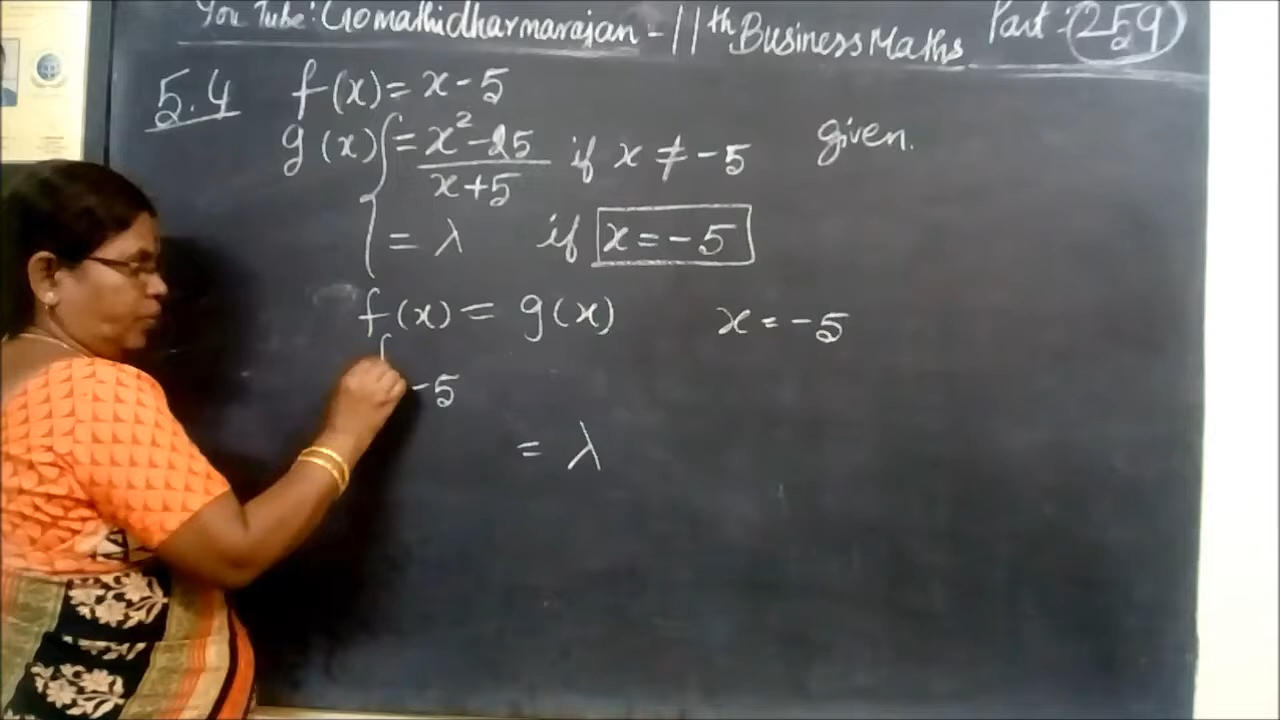 You Tube: Gomathidharmarajan - 11th Business Maths Part: 259
5.4 f(x) = x - 5
g(x) { = x² - 25 / x + 5 if x ≠ -5 given.
= λ if x = -5
f(x) = g(x) x = -5
f -5
= λ